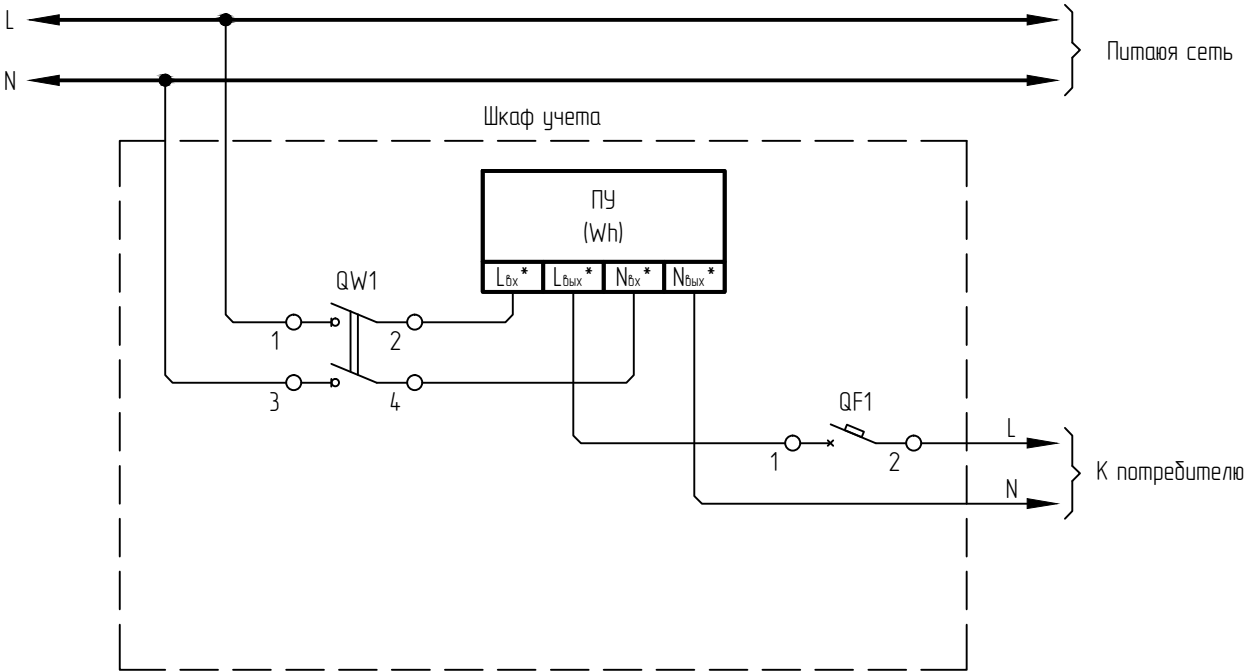 L
Питаюя сеть
N
Шкаф учета
ПУ
(Wh)
Lвх* Lвых* Nвх* Nвых*
QW1
1 2
3 4
QF1
L
1 2
К потребителю
N